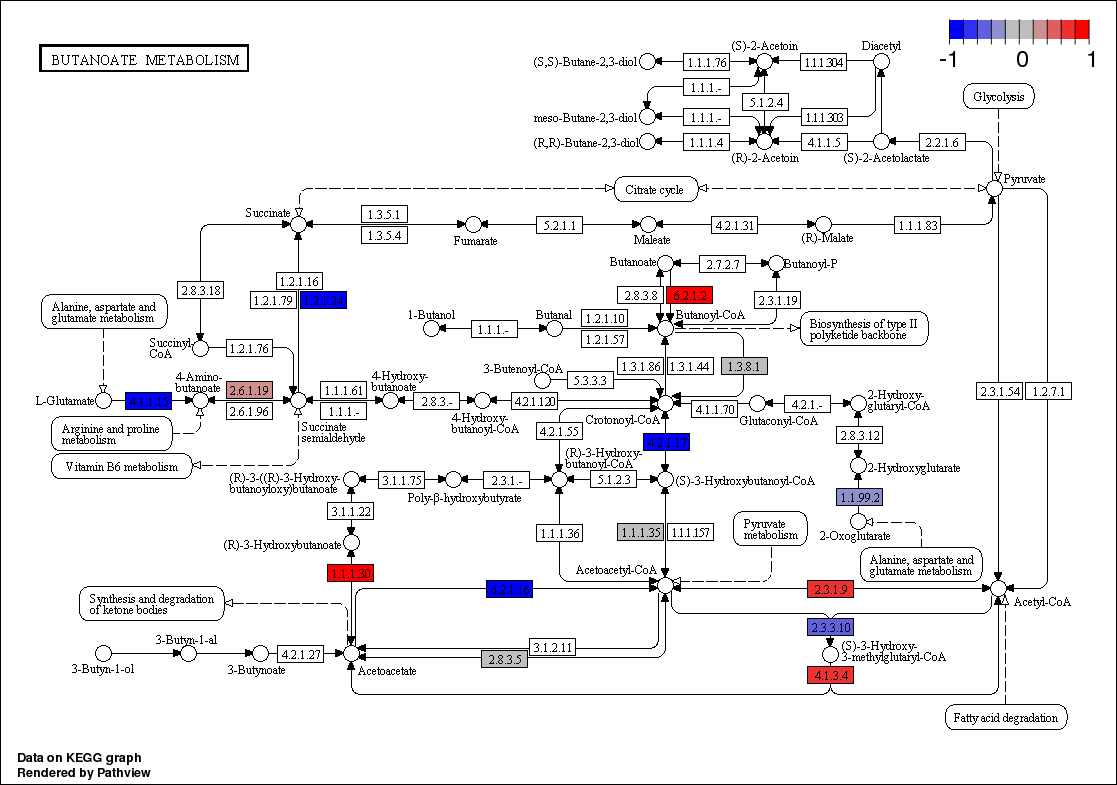 BUTANOATE METABOLISM
-1 0 1
(S)-2-Acetoin
Diacetyl
(S,S)-Butane-2,3-diol
1.1.1.76
1.1.1.304
1.1.1.-
5.1.2.4
meso-Butane-2,3-diol
1.1.1.-
1.1.1.303
(R,R)-Butane-2,3-diol
1.1.1.4
4.1.1.5
2.2.1.6
(R)-2-Acetoin
(S)-2-Acetolactate
Glycolysis
Pyruvate
Citrate cycle
Succinate
1.3.5.1
1.3.5.4
Fumarate
5.2.1.1
Maleate
4.2.1.31
(R)-Malate
1.1.1.83
Butanoate
2.7.2.7
Butanoyl-P
2.8.3.18
1.2.1.16
1.2.1.79
1.2.1.24
2.8.3.8
6.2.1.2
2.3.1.19
Alanine, aspartate and
glutamate metabolism
1-Butanol
1.1.1.-
Butanal
1.2.1.10
1.2.1.57
Butanoyl-CoA
Biosynthesis of type II
polyketide backbone
Succinyl-
CoA
1.2.1.76
3-Butenoyl-CoA
5.3.3.3
1.3.1.86
1.3.1.44
1.3.8.1
4-Amino-
butanoate
2.6.1.19
2.6.1.96
1.1.1.61
1.1.1.-
4-Hydroxy-
butanoate
2.8.3.-
4-Hydroxy-
butanoyl-CoA
4.2.1.120
Crotonoyl-CoA
4.1.1.70
Glutaconyl-CoA
4.2.1.-
2-Hydroxy-
glutaryl-CoA
2.3.1.54
1.2.7.1
L-Glutamate
4.1.1.15
Arginine and proline
metabolism
Succinate
semialdehyde
4.2.1.55
4.2.1.17
2.8.3.12
Vitamin B6 metabolism
(R)-3-Hydroxy-
butanoyl-CoA
2-Hydroxyglutarate
(R)-3-((R)-3-Hydroxy-
butanoyloxy)butanoate
3.1.1.75
Poly-β-hydroxybutyrate
2.3.1.-
5.1.2.3
(S)-3-Hydroxybutanoyl-CoA
1.1.99.2
3.1.1.22
1.1.1.36
1.1.1.35
1.1.1.157
Pyruvate
metabolism
2-Oxoglutarate
(R)-3-Hydroxybutanoate
Alanine, aspartate and
glutamate metabolism
1.1.1.30
Acetoacetyl-CoA
6.2.1.16
2.3.1.9
Acetyl-CoA
Synthesis and degradation
of ketone bodies
2.3.3.10
3-Butyn-1-ol
3-Butyn-1-al
3-Butynoate
4.2.1.27
Acetoacetate
3.1.2.11
2.8.3.5
(S)-3-Hydroxy-
3-methylglutaryl-CoA
4.1.3.4
Fatty acid degradation
Data on KEGG graph
Rendered by Pathview